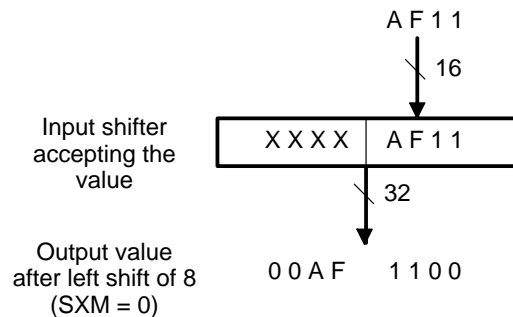 A F 1 1
16
Input shifter
accepting the
value
X X X X A F 1 1
32
Output value
after left shift of 8
(SXM = 0)
0 0 A F 1 1 0 0